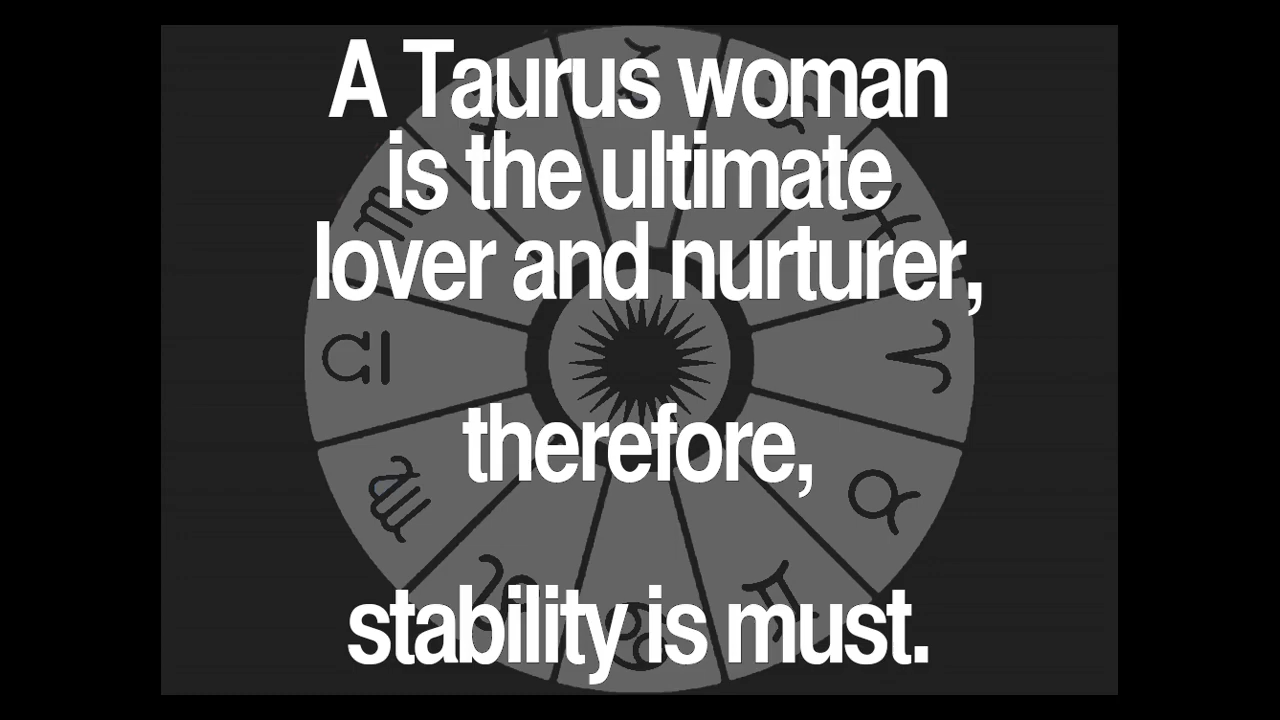 A Taurus woman
is the ultimate
lover and nurturer,
therefore,
stability is must.